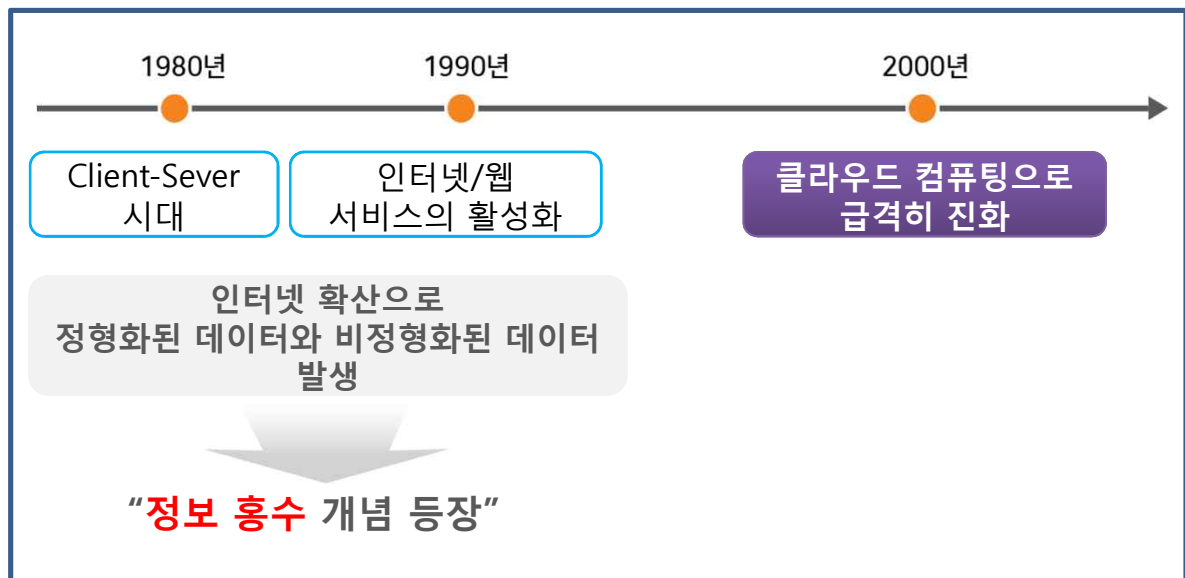 1980년
1990년
2000년
Client-Sever
시대
인터넷/웹
서비스의 활성화
클라우드 컴퓨팅으로
급격히 진화
인터넷 확산으로
정형화된 데이터와 비정형화된 데이터
발생
“정보 홍수 개념 등장”